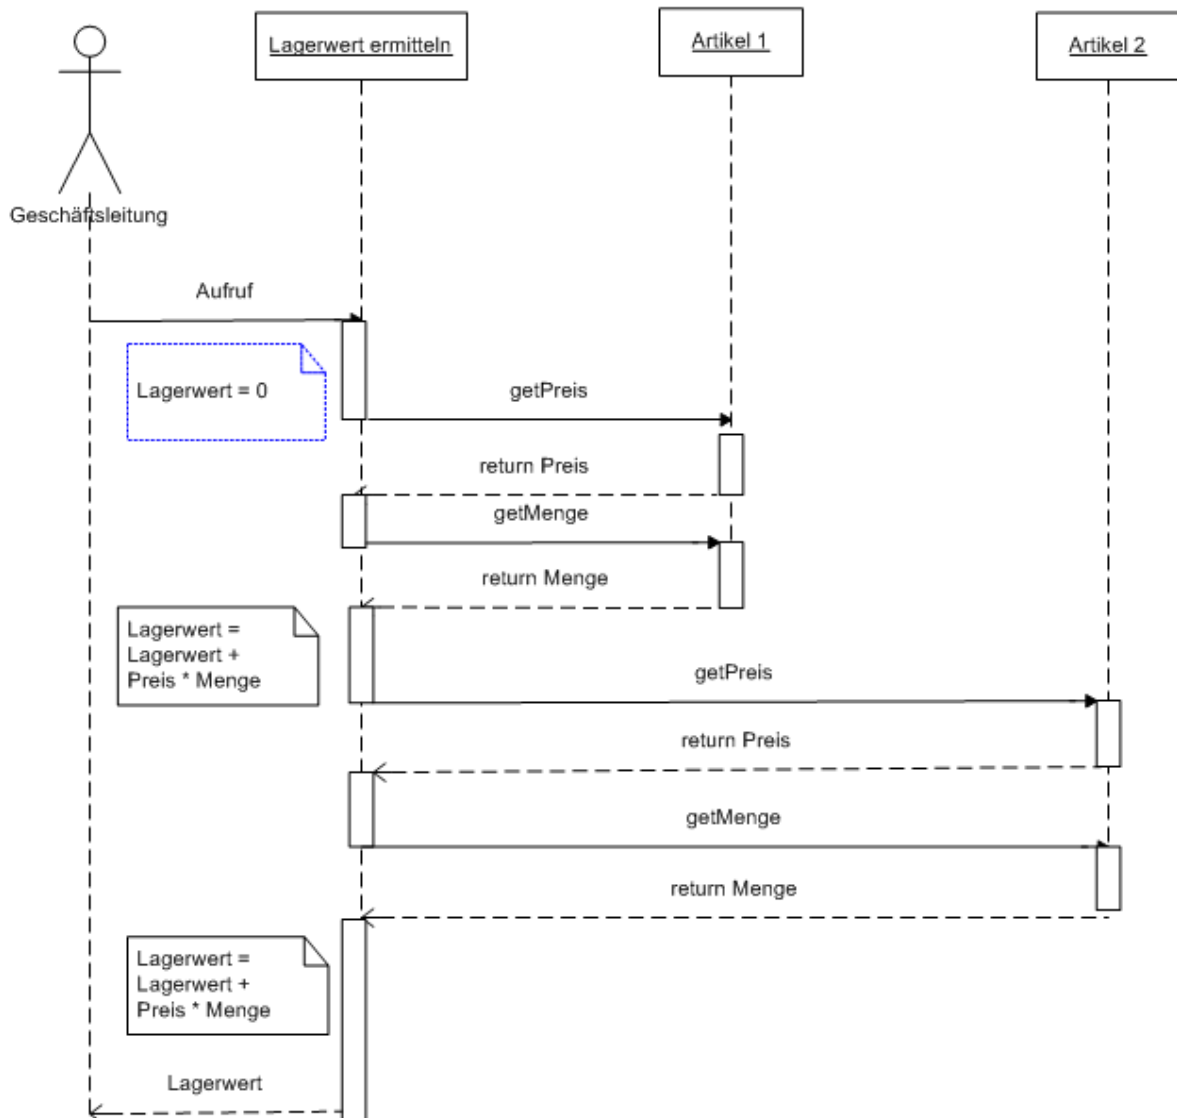 Lagerwert ermitteln
Artikel 1
Artikel 2
Geschäftsleitung
Aufruf
Lagerwert = 0
getPreis
return Preis
getMenge
return Menge
Lagerwert =
Lagerwert +
Preis * Menge
getPreis
return Preis
getMenge
return Menge
Lagerwert =
Lagerwert +
Preis * Menge
Lagerwert